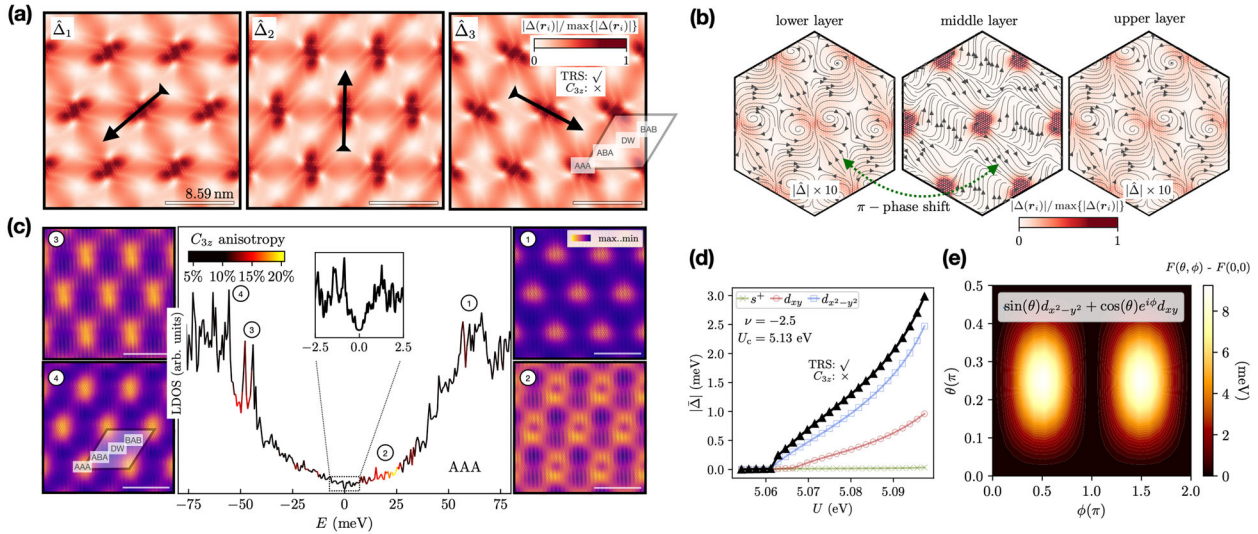 (a)
Δ̂₁
Δ̂₂
Δ̂₃
|Δ(rᵢ)|/ max{|Δ(rᵢ)|}
0 1
TRS: √
C₃z: ×
BAB
DW
ABA
AAA
8.59 nm
(b)
lower layer
middle layer
upper layer
|Δ̂| × 10
π − phase shift
|Δ̂| × 10
|Δ(rᵢ)|/max{|Δ(rᵢ)|}
0 1
(c)
3
C₃z anisotropy
5% 10% 15% 20%
4
3
−2.5 0.0 2.5
1
2
LDOS (arb. units)
AAA
−75 −50 −25 0 25 50 75
E (meV)
4
BAB
DW
ABA
AAA
1
max..min
2
(d)
s⁺ dxy dx²−y²
ν = −2.5
Uc = 5.13 eV
TRS: √
C₃z: ×
|Δ̂| (meV)
3.0
2.5
2.0
1.5
1.0
0.5
0.0
5.06 5.07 5.08 5.09
U (eV)
(e)
F(θ, ϕ) - F(0,0)
sin(θ)dx²−y² + cos(θ)e^{iϕ}dxy
θ(π)
0.5
0.4
0.3
0.2
0.1
0.0
0.0 0.5 1.0 1.5 2.0
ϕ(π)
8
6
4
2
0
(meV)